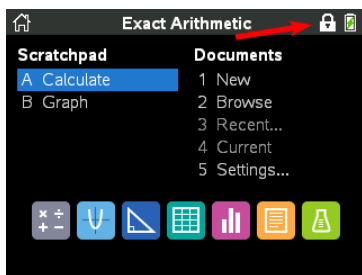 Exact Arithmetic
Scratchpad
A Calculate
B Graph
Documents
1 New
2 Browse
3 Recent...
4 Current
5 Settings...